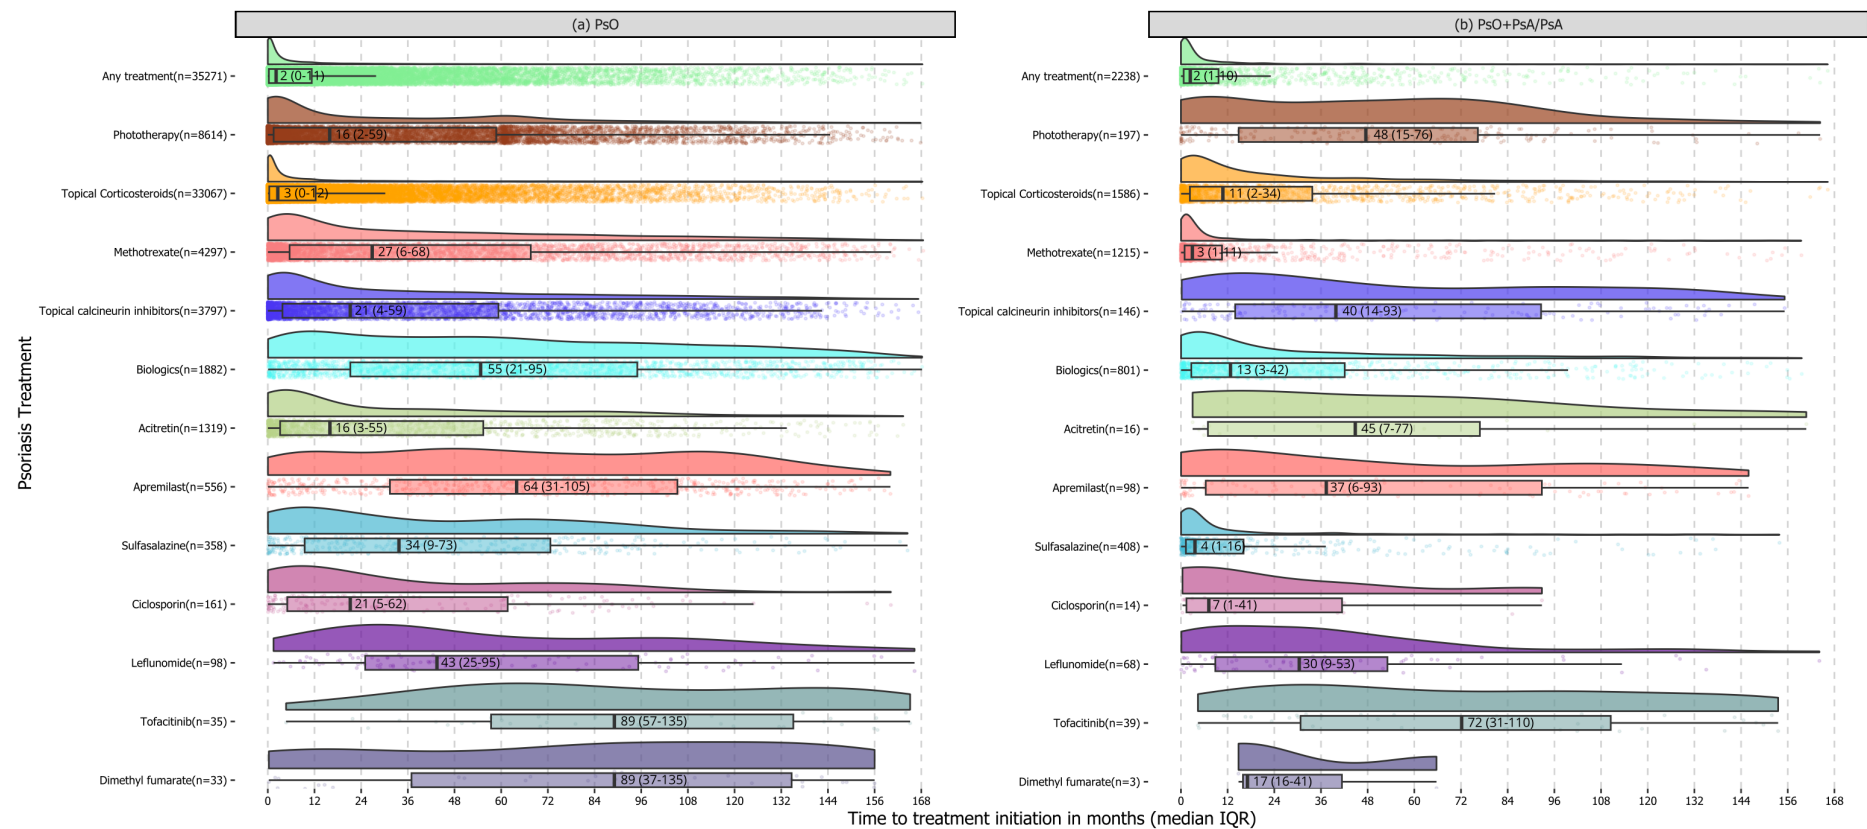 (a) PsO
Any treatment(n=35271)
2 (0-11)
Phototherapy(n=8614)
16 (2-59)
Topical Corticosteroids(n=33067)
3 (0-12)
Methotrexate(n=4297)
27 (6-68)
Topical calcineurin inhibitors(n=3797)
21 (4-59)
Biologics(n=1882)
55 (21-95)
Acitretin(n=1319)
16 (3-55)
Apremilast(n=556)
64 (31-105)
Sulfasalazine(n=358)
34 (9-73)
Ciclosporin(n=161)
21 (5-62)
Leflunomide(n=98)
43 (25-95)
Tofacitinib(n=35)
89 (57-135)
Dimethyl fumarate(n=33)
89 (37-135)
0 12 24 36 48 60 72 84 96 108 120 132 144 156 168
(b) PsO+PsA/PsA
Any treatment(n=2238)
2 (1-10)
Phototherapy(n=197)
48 (15-76)
Topical Corticosteroids(n=1586)
11 (2-34)
Methotrexate(n=1215)
3 (1-11)
Topical calcineurin inhibitors(n=146)
40 (14-93)
Biologics(n=801)
13 (3-42)
Acitretin(n=16)
45 (7-77)
Apremilast(n=98)
37 (6-93)
Sulfasalazine(n=408)
4 (1-16)
Ciclosporin(n=14)
7 (1-41)
Leflunomide(n=68)
30 (9-53)
Tofacitinib(n=39)
72 (31-110)
Dimethyl fumarate(n=3)
17 (16-41)
0 12 24 36 48 60 72 84 96 108 120 132 144 156 168
Psoriasis Treatment
Time to treatment initiation in months (median IQR)